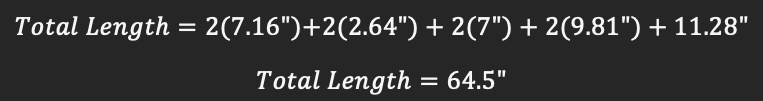 Total Length = 2(7.16")+2(2.64") + 2(7") + 2(9.81") + 11.28"
Total Length = 64.5"